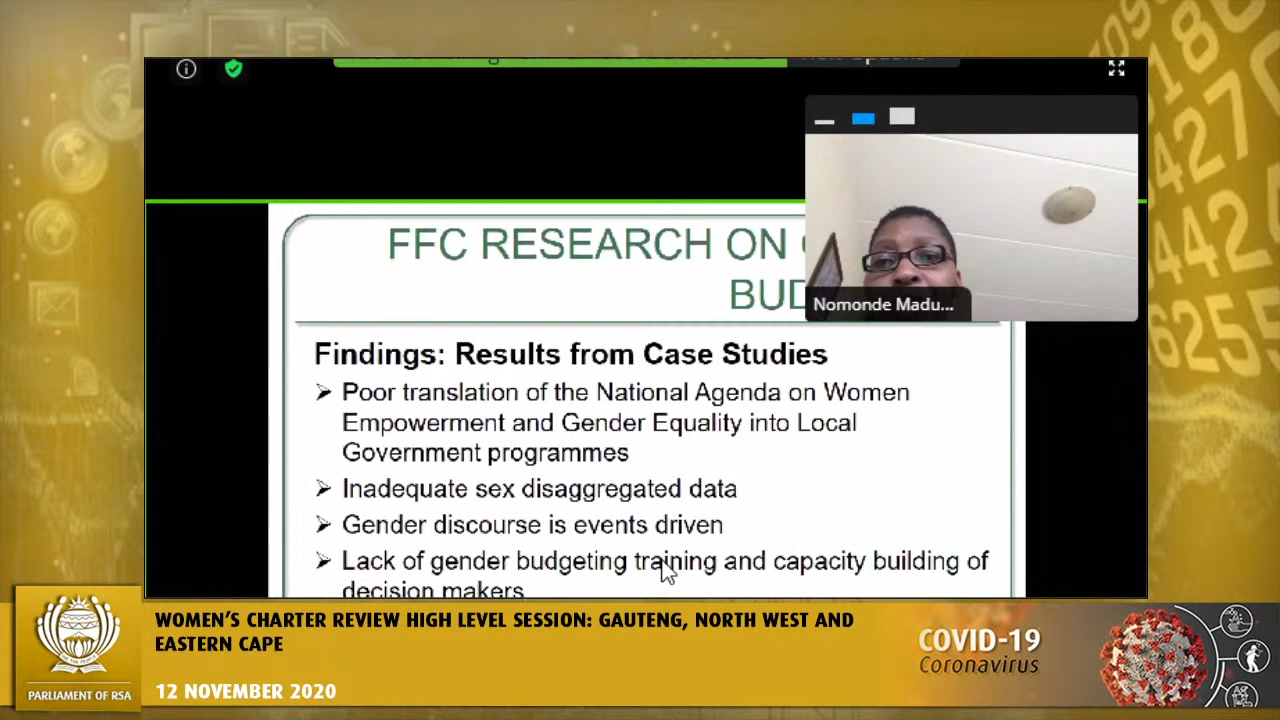 Nomonde Madu...
FFC RESEARCH ON
BUD
Findings: Results from Case Studies
Poor translation of the National Agenda on Women
Empowerment and Gender Equality into Local
Government programmes
Inadequate sex disaggregated data
Gender discourse is events driven
Lack of gender budgeting training and capacity building of
decision makers
WOMEN'S CHARTER REVIEW HIGH LEVEL SESSION: GAUTENG, NORTH WEST AND
EASTERN CAPE
12 NOVEMBER 2020
PARLIAMENT OF RSA
COVID-19
Coronavirus